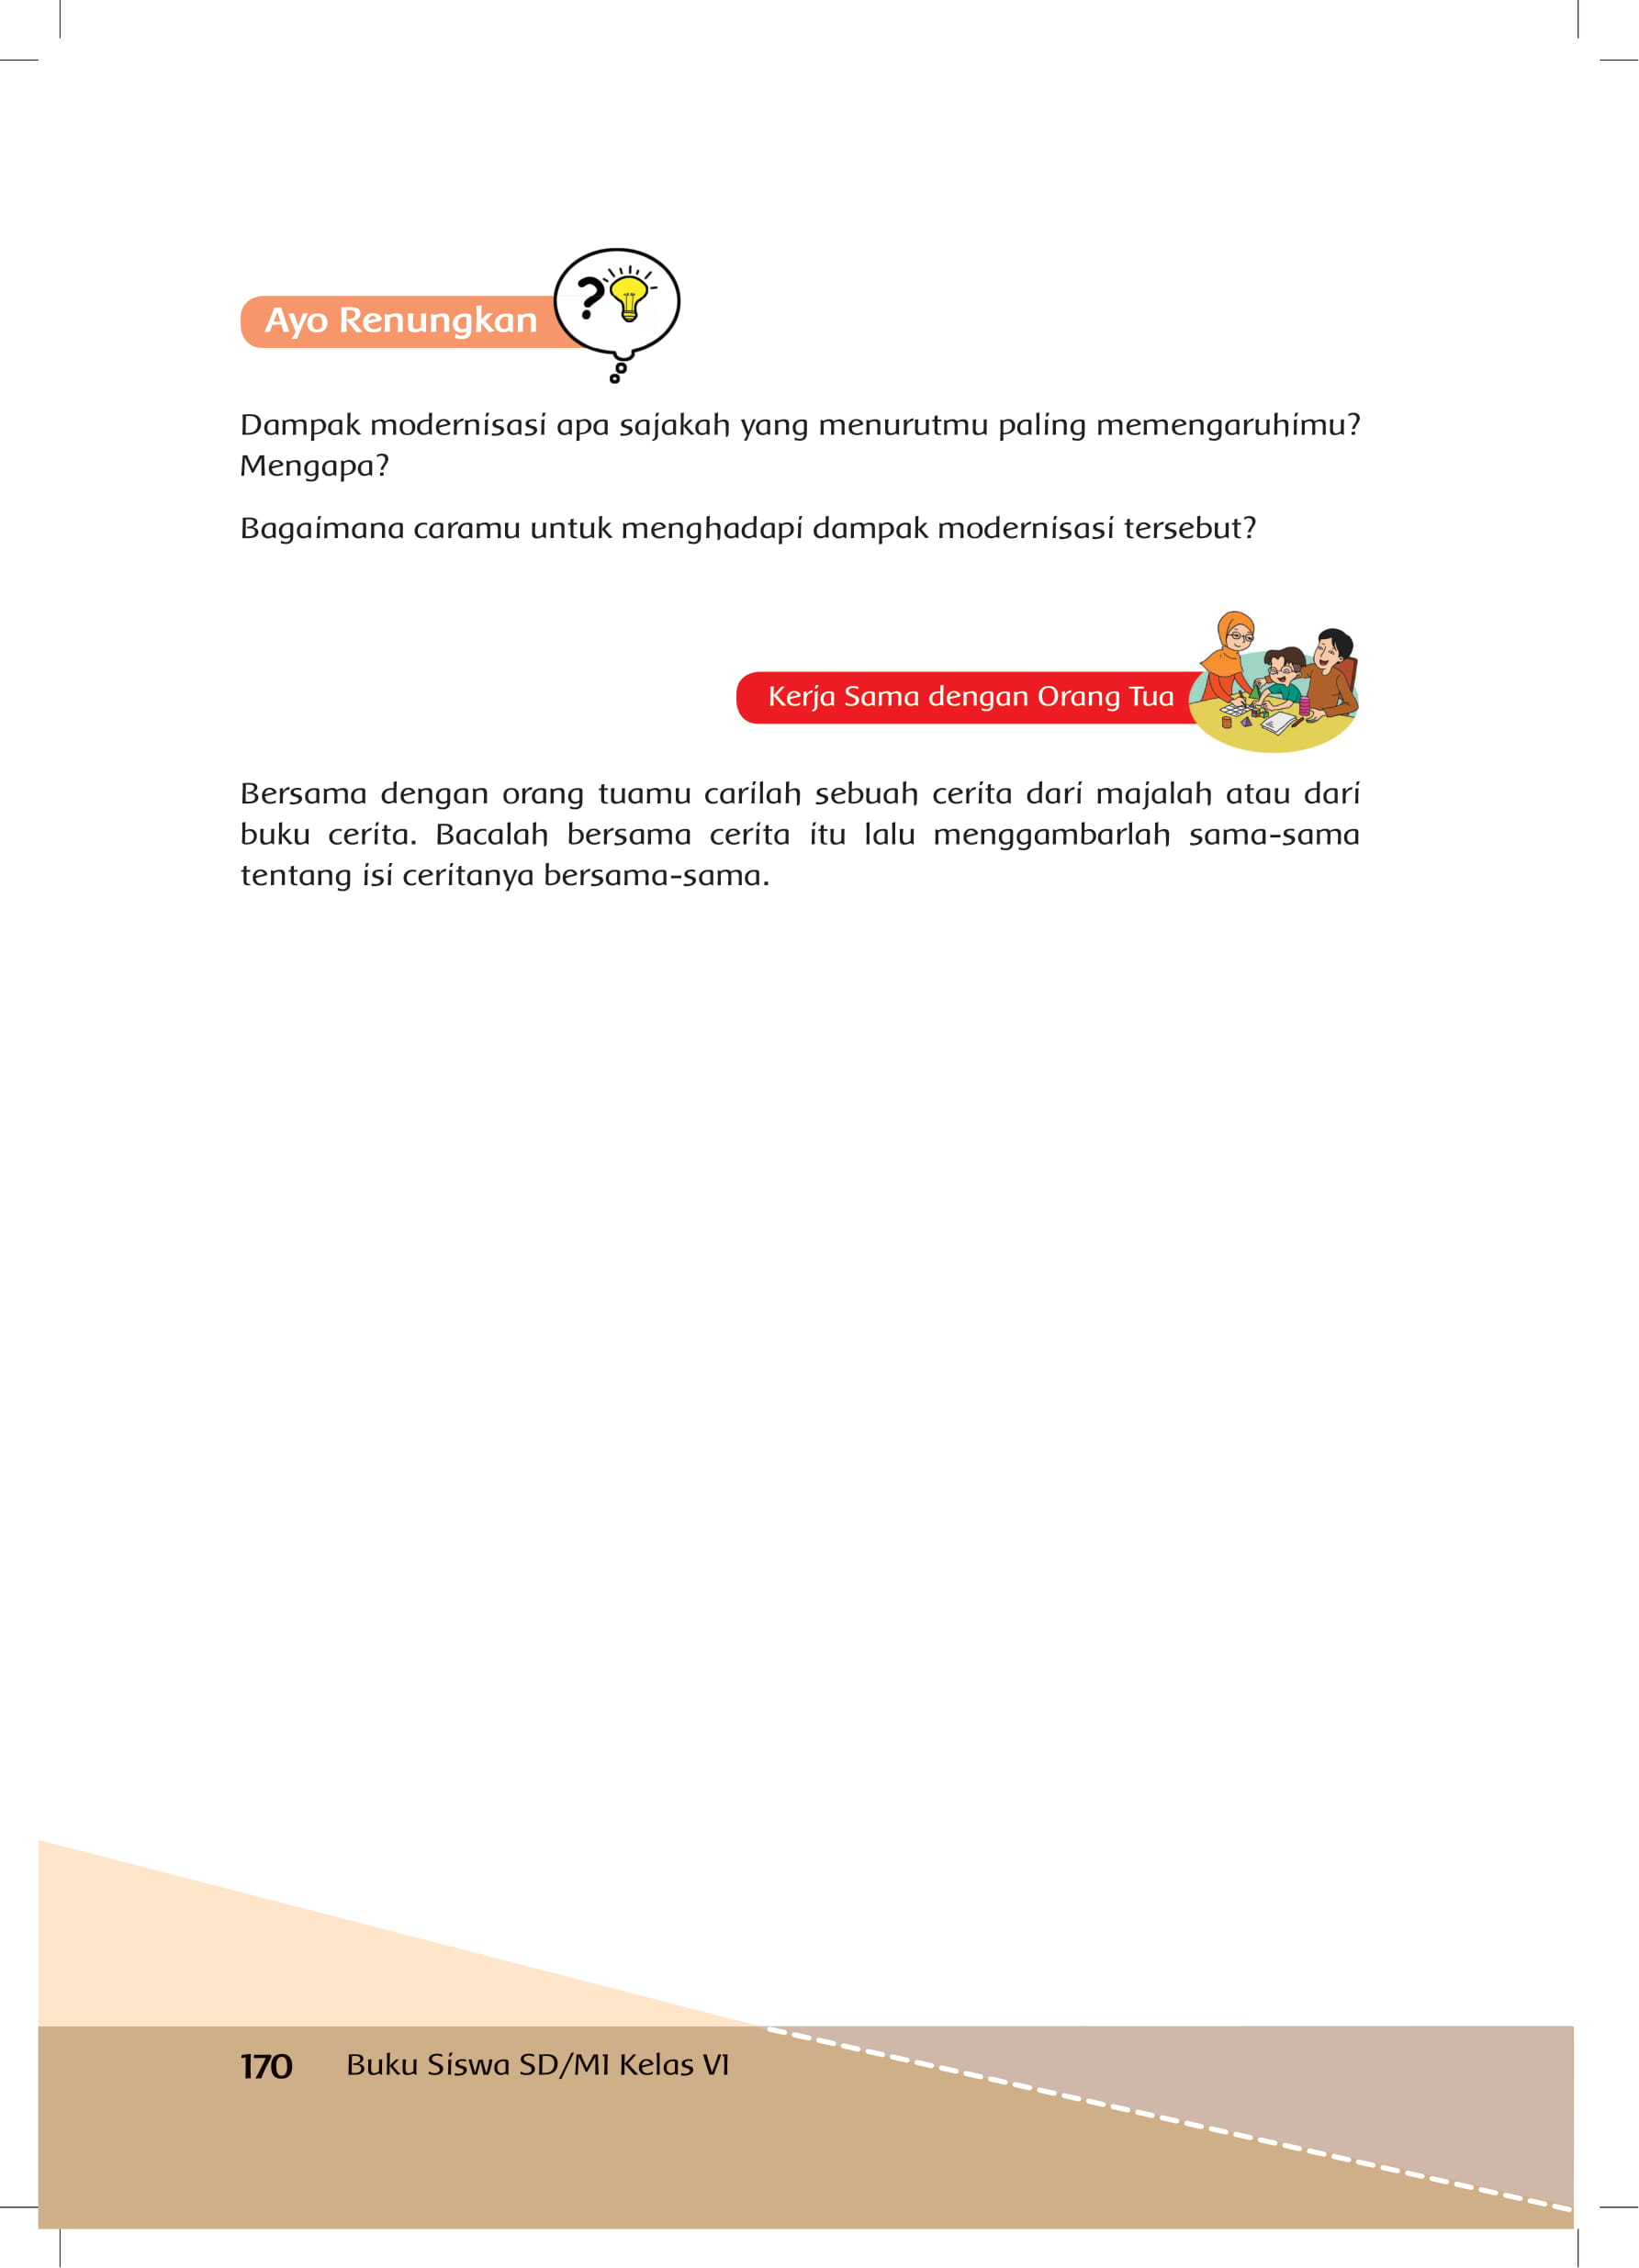 Ayo Renungkan
?
Dampak modernisasi apa sajakah yang menurutmu paling memengaruhimu?
Mengapa?
Bagaimana caramu untuk menghadapi dampak modernisasi tersebut?
Kerja Sama dengan Orang Tua
Bersama dengan orang tuamu carilah sebuah cerita dari majalah atau dari
buku cerita. Bacalah bersama cerita itu lalu menggambarlah sama-sama
tentang isi ceritanya bersama-sama.
170 Buku Siswa SD/MI Kelas VI